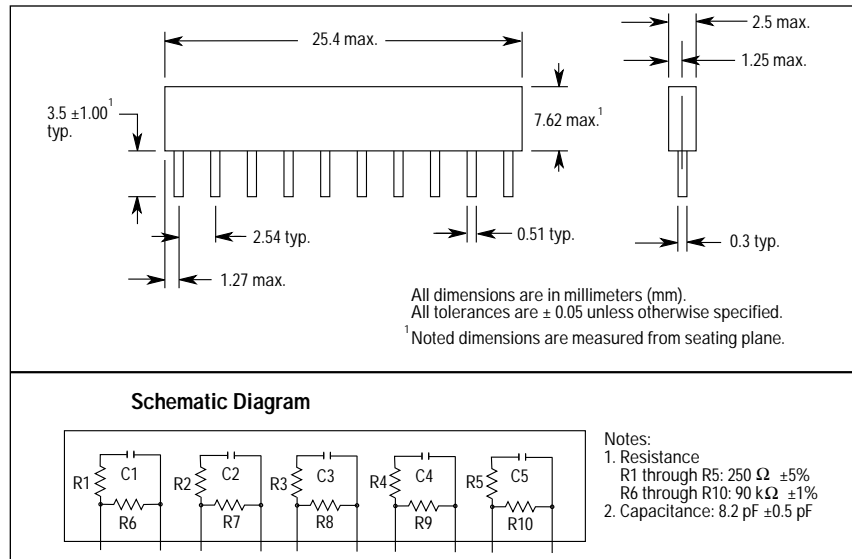 25.4 max.
2.5 max.
1.25 max.
3.5 ±1.00¹
typ.
7.62 max.¹
2.54 typ.
0.51 typ.
0.3 typ.
1.27 max.
All dimensions are in millimeters (mm).
All tolerances are ± 0.05 unless otherwise specified.
¹Noted dimensions are measured from seating plane.
Schematic Diagram
R1 C1 R2 C2 R3 C3 R4 C4 R5 C5
R6 R7 R8 R9 R10
Notes:
1. Resistance
R1 through R5: 250 Ω ±5%
R6 through R10: 90 kΩ ±1%
2. Capacitance: 8.2 pF ±0.5 pF